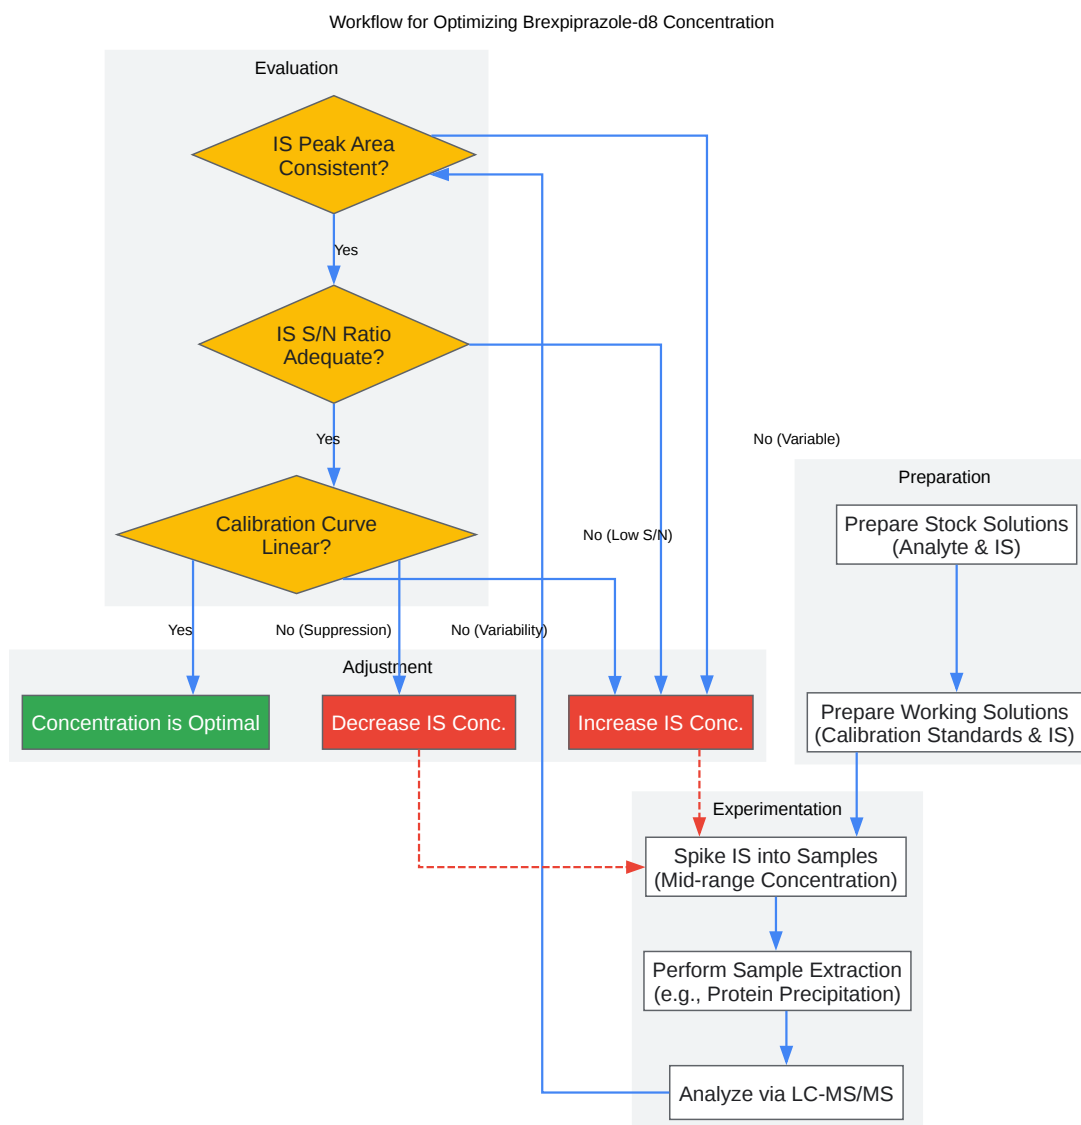 Workflow for Optimizing Brexpiprazole-d8 Concentration
Evaluation
IS Peak Area
Consistent?
Yes
IS S/N Ratio
Adequate?
Yes
No (Variable)
Calibration Curve
Linear?
No (Low S/N)
Yes
No (Suppression)
No (Variability)
Preparation
Prepare Stock Solutions
(Analyte & IS)
Prepare Working Solutions
(Calibration Standards & IS)
Adjustment
Concentration is Optimal
Decrease IS Conc.
Increase IS Conc.
Experimentation
Spike IS into Samples
(Mid-range Concentration)
Perform Sample Extraction
(e.g., Protein Precipitation)
Analyze via LC-MS/MS